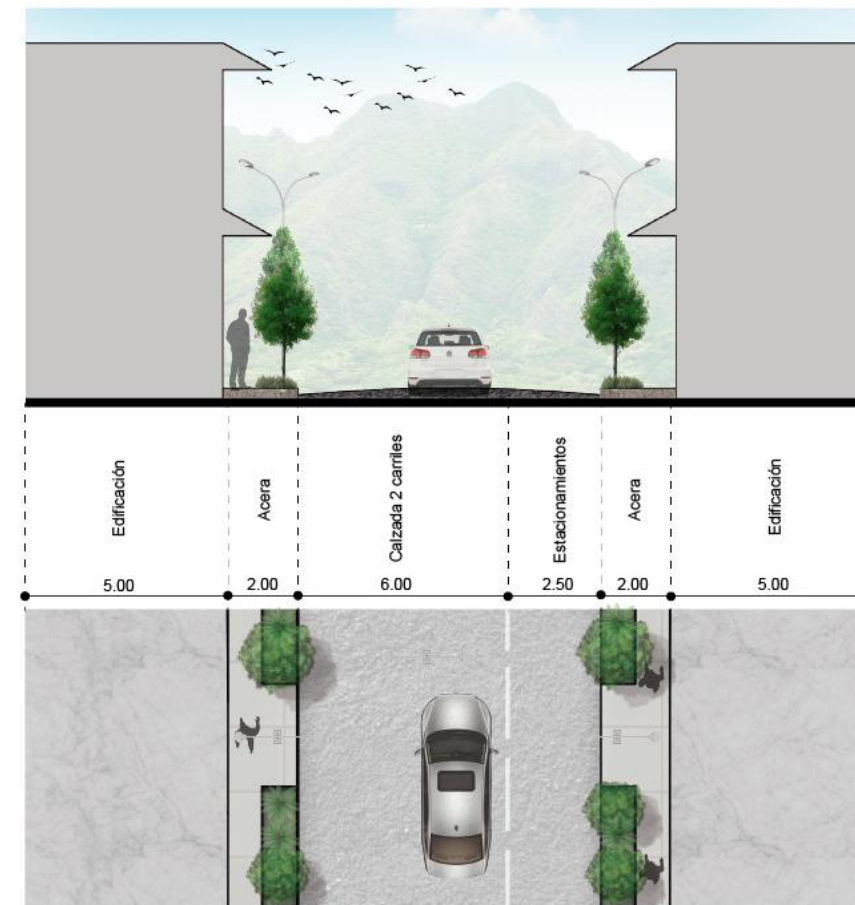 Edificación
Acera
Calzada 2 carriles
Estacionamientos
Acera
Edificación
5.00
2.00
6.00
2.50
2.00
5.00